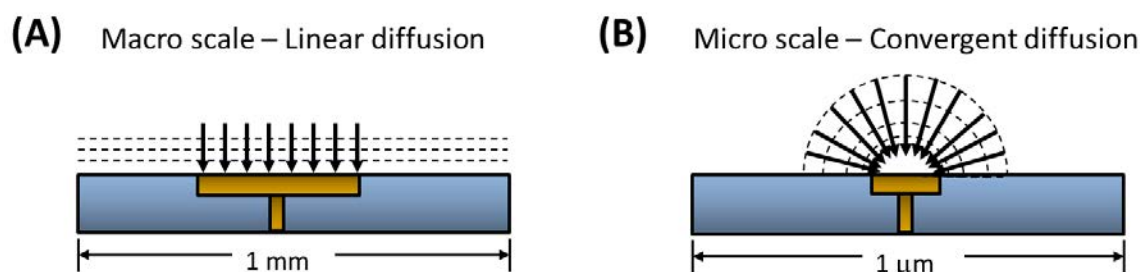 (A) Macro scale – Linear diffusion
(B) Micro scale – Convergent diffusion
1 mm
1 μm